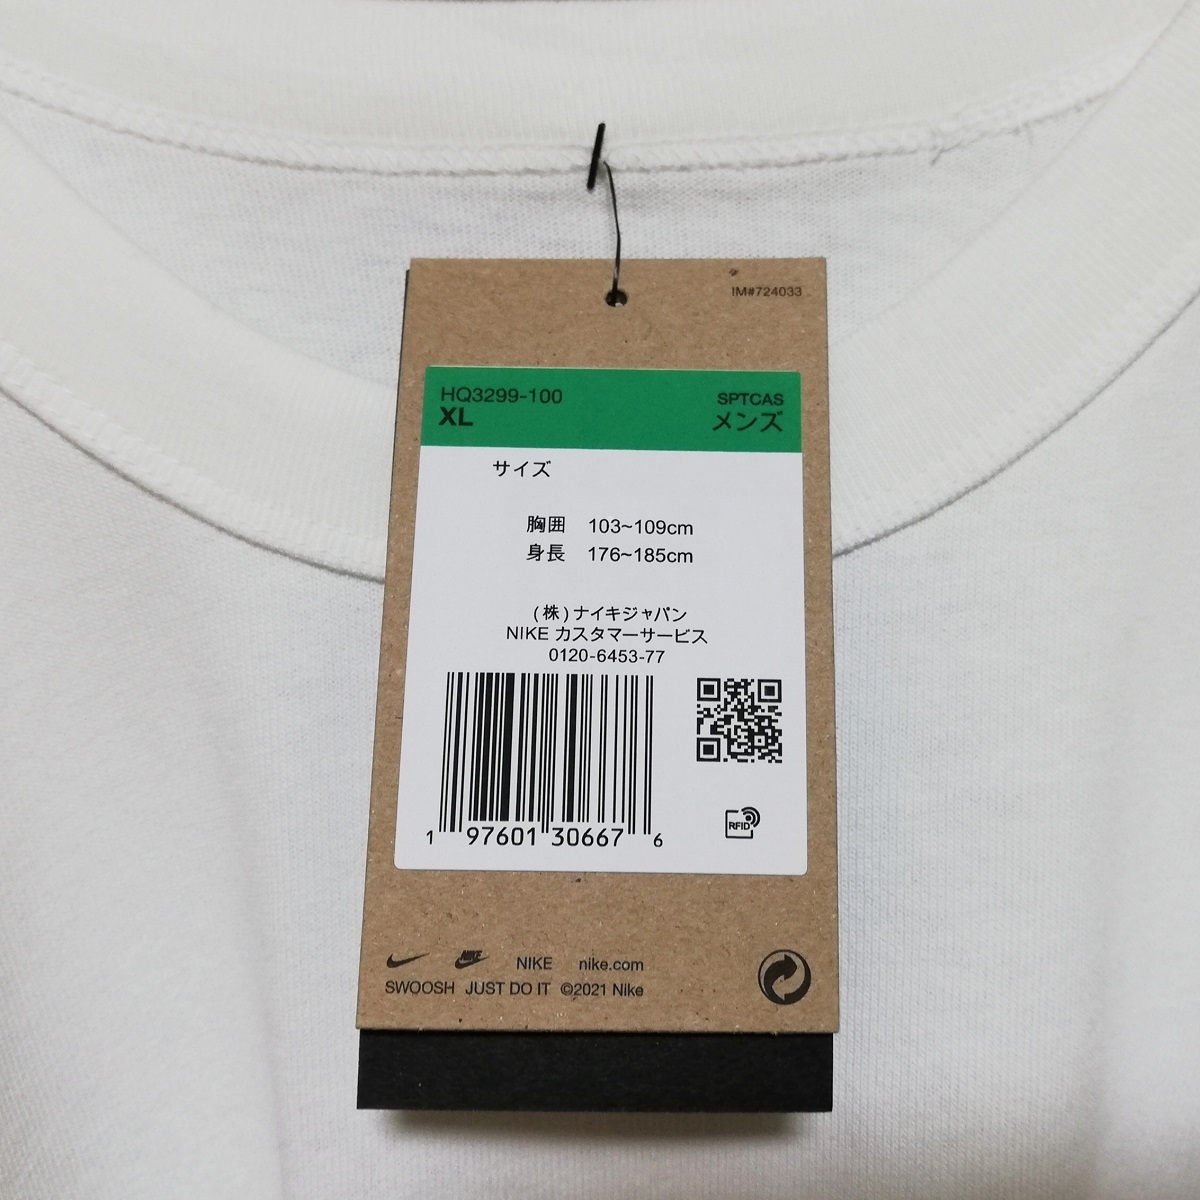 IM#724033
HQ3299-100 SPTCAS
XL メンズ
サイズ
胸囲 103~109cm
身長 176~185cm
(株)ナイキジャパン
NIKE カスタマーサービス
0120-6453-77
1 97601 30667 6
RFID
NIKE nike.com
SWOOSH JUST DO IT ©2021 Nike